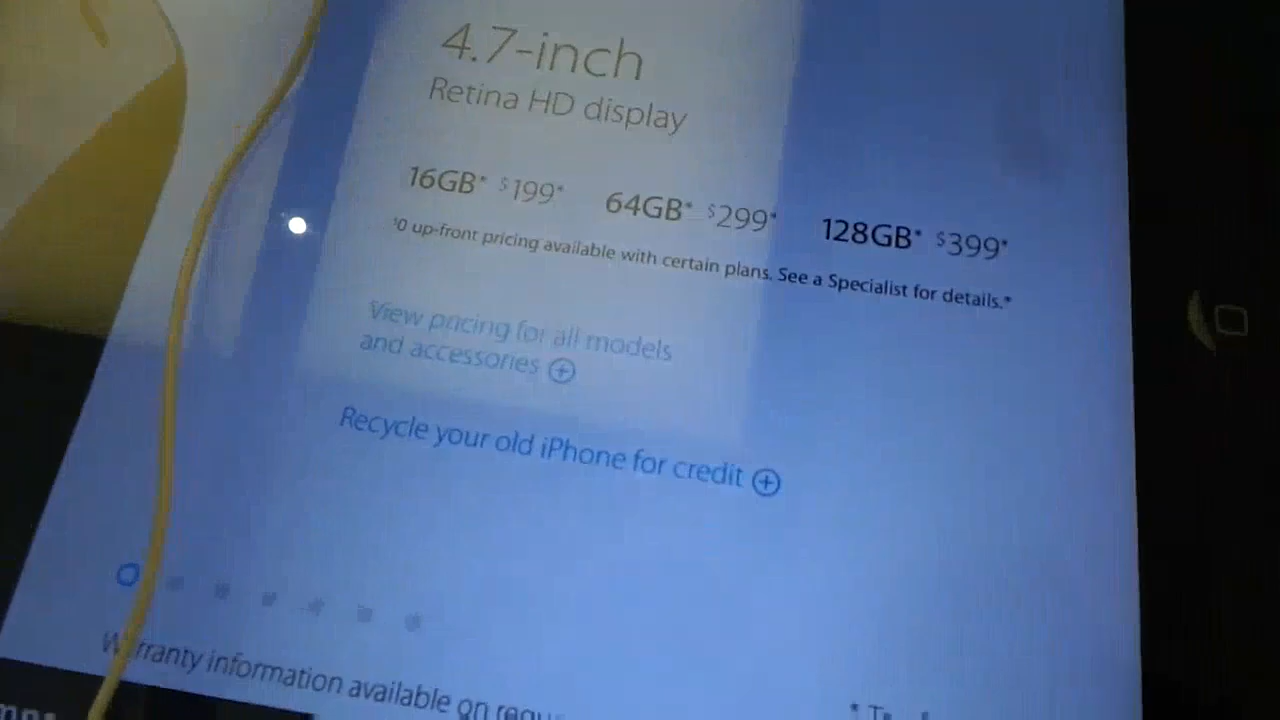 4.7-inch
Retina HD display
16GB* $199* 64GB* $299* 128GB* $399*
$0 up-front pricing available with certain plans. See a Specialist for details.*
View pricing for all models
and accessories
Recycle your old iPhone for credit
Warranty information available on